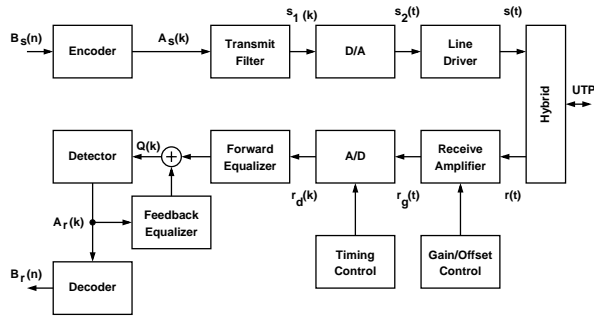 B_s(n)
Encoder
A_s(k)
Transmit
Filter
s_1(k)
D/A
s_2(t)
Line
Driver
s(t)
Hybrid
UTP
Detector
Q(k)
+
Forward
Equalizer
r_d(k)
A/D
r_g(t)
Receive
Amplifier
r(t)
A_r(k)
Feedback
Equalizer
B_r(n)
Decoder
Timing
Control
Gain/Offset
Control